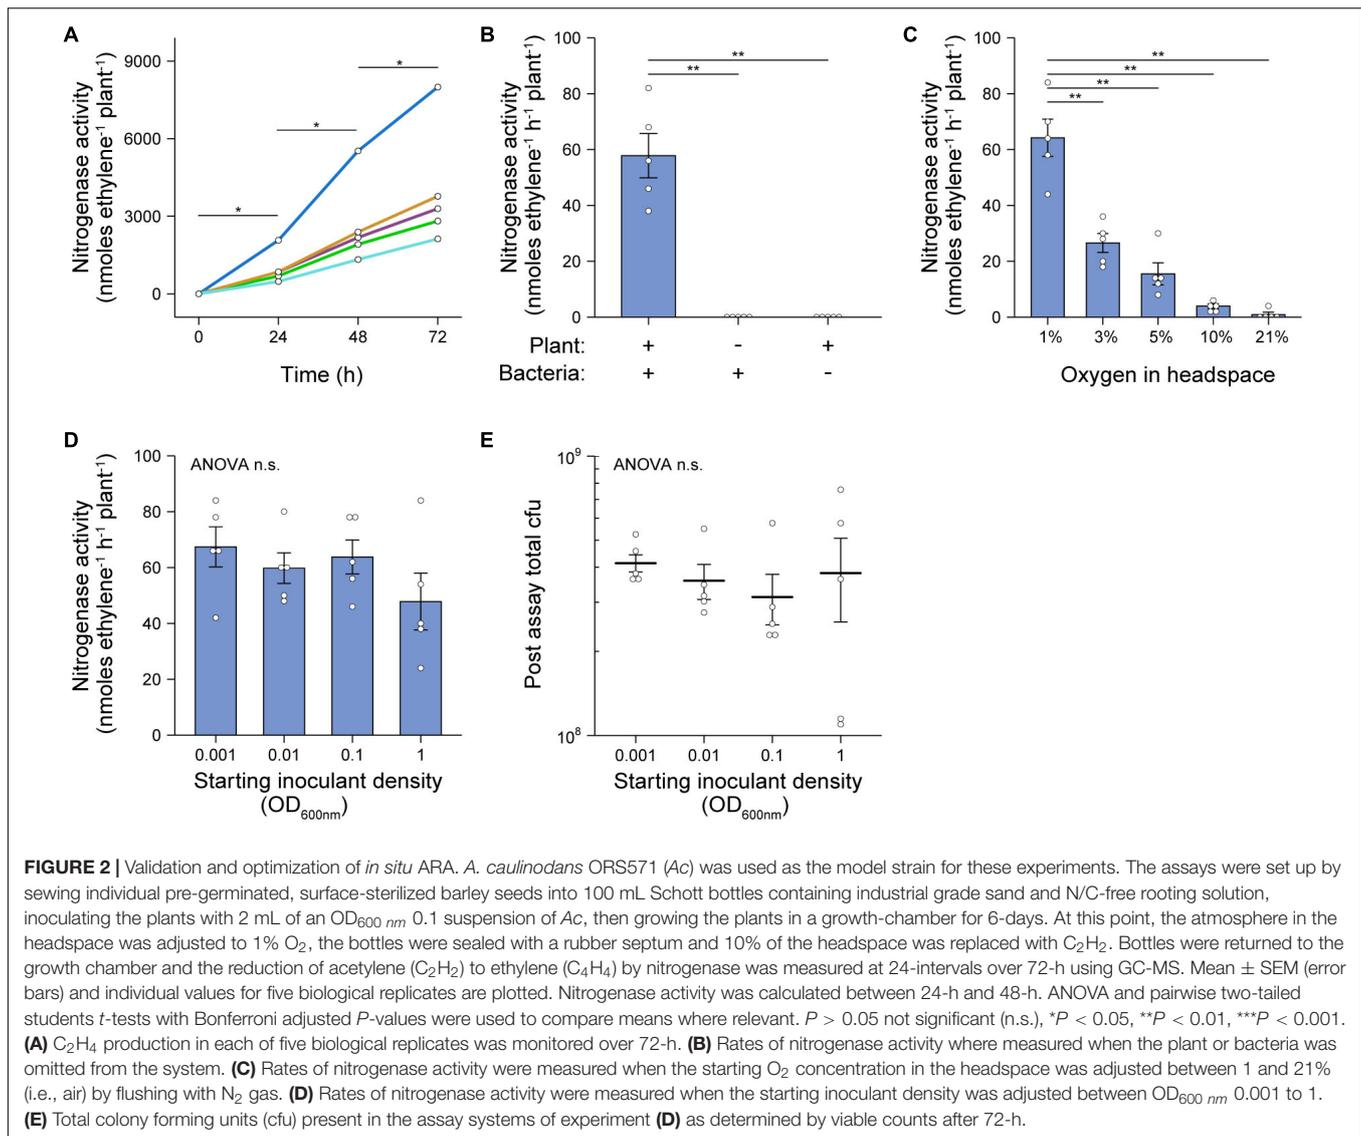 A
Nitrogenase activity
(nmoles ethylene⁻¹ h⁻¹ plant⁻¹)
9000
6000
3000
0
*
*
*
0 24 48 72
Time (h)
B
Nitrogenase activity
(nmoles ethylene⁻¹ h⁻¹ plant⁻¹)
100
80
60
40
20
0
**
**
Plant: + - +
Bacteria: + + -
C
Nitrogenase activity
(nmoles ethylene⁻¹ h⁻¹ plant⁻¹)
100
80
60
40
20
0
**
**
**
**
1% 3% 5% 10% 21%
Oxygen in headspace
D
Nitrogenase activity
(nmoles ethylene⁻¹ h⁻¹ plant⁻¹)
100
80
60
40
20
0
ANOVA n.s.
0.001 0.01 0.1 1
Starting inoculant density
(OD₆₀₀ₙₘ)
E
Post assay total cfu
10⁹
10⁸
ANOVA n.s.
0.001 0.01 0.1 1
Starting inoculant density
(OD₆₀₀ₙₘ)
FIGURE 2 | Validation and optimization of in situ ARA. A. caulinodans ORS571 (Ac) was used as the model strain for these experiments. The assays were set up by
sewing individual pre-germinated, surface-sterilized barley seeds into 100 mL Schott bottles containing industrial grade sand and N/C-free rooting solution,
inoculating the plants with 2 mL of an OD₆₀₀ ₙₘ 0.1 suspension of Ac, then growing the plants in a growth-chamber for 6-days. At this point, the atmosphere in the
headspace was adjusted to 1% O₂, the bottles were sealed with a rubber septum and 10% of the headspace was replaced with C₂H₂. Bottles were returned to the
growth chamber and the reduction of acetylene (C₂H₂) to ethylene (C₄H₄) by nitrogenase was measured at 24-intervals over 72-h using GC-MS. Mean ± SEM (error
bars) and individual values for five biological replicates are plotted. Nitrogenase activity was calculated between 24-h and 48-h. ANOVA and pairwise two-tailed
students t-tests with Bonferroni adjusted P-values were used to compare means where relevant. P > 0.05 not significant (n.s.), *P < 0.05, **P < 0.01, ***P < 0.001.
(A) C₂H₄ production in each of five biological replicates was monitored over 72-h. (B) Rates of nitrogenase activity where measured when the plant or bacteria was
omitted from the system. (C) Rates of nitrogenase activity were measured when the starting O₂ concentration in the headspace was adjusted between 1 and 21%
(i.e., air) by flushing with N₂ gas. (D) Rates of nitrogenase activity were measured when the starting inoculant density was adjusted between OD₆₀₀ ₙₘ 0.001 to 1.
(E) Total colony forming units (cfu) present in the assay systems of experiment (D) as determined by viable counts after 72-h.